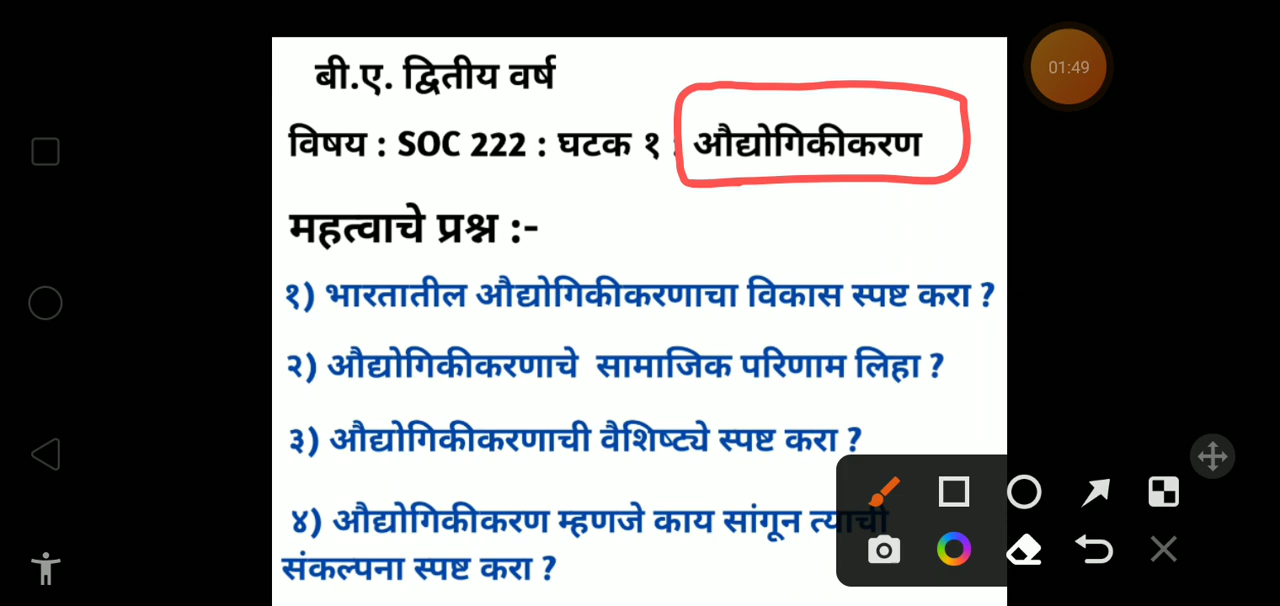 बी.ए. द्वितीय वर्ष
विषय : SOC 222 : घटक १ : औद्योगिकीकरण
महत्वाचे प्रश्न :-
१) भारतातील औद्योगिकीकरणाचा विकास स्पष्ट करा ?
२) औद्योगिकीकरणाचे सामाजिक परिणाम लिहा ?
३) औद्योगिकीकरणाची वैशिष्ट्ये स्पष्ट करा ?
४) औद्योगिकीकरण म्हणजे काय सांगून त्याची
संकल्पना स्पष्ट करा ?
01:49